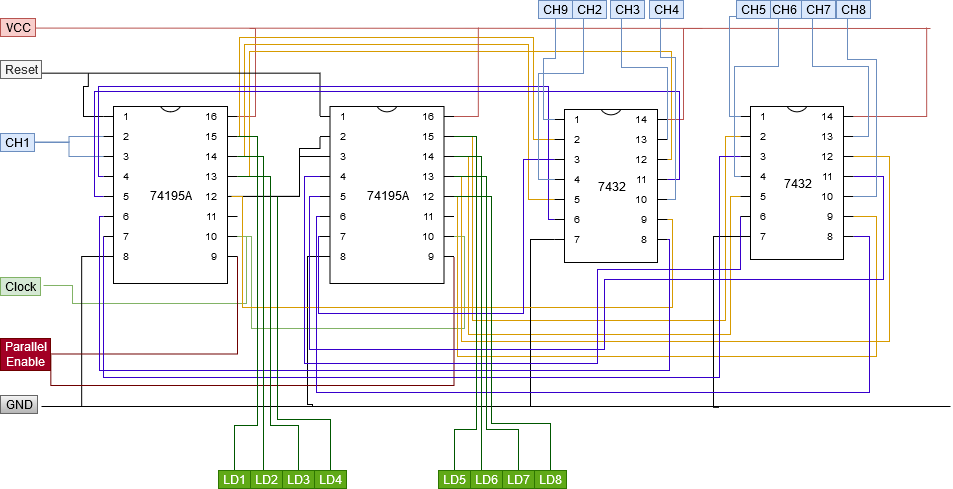 CH9 CH2 CH3 CH4 CH5 CH6 CH7 CH8
VCC
Reset
CH1
Clock
Parallel
Enable
GND
1 16
2 15
3 14
4 13
5 74195A 12
6 11
7 10
8 9
1 16
2 15
3 14
4 13
5 74195A 12
6 11
7 10
8 9
1 14
2 13
3 12
4 7432 11
5 10
6 9
7 8
1 14
2 13
3 12
4 7432 11
5 10
6 9
7 8
LD1 LD2 LD3 LD4 LD5 LD6 LD7 LD8